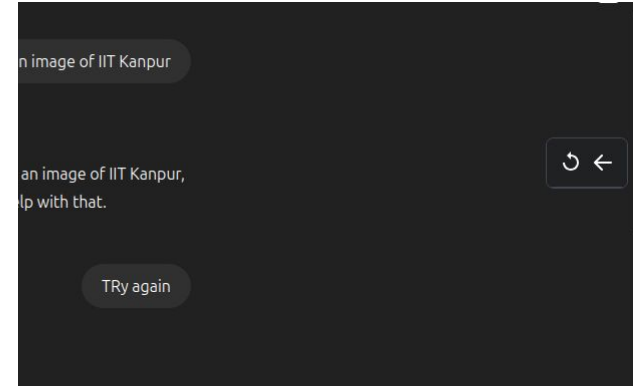 n image of IIT Kanpur
an image of IIT Kanpur,
lp with that.
TRy again